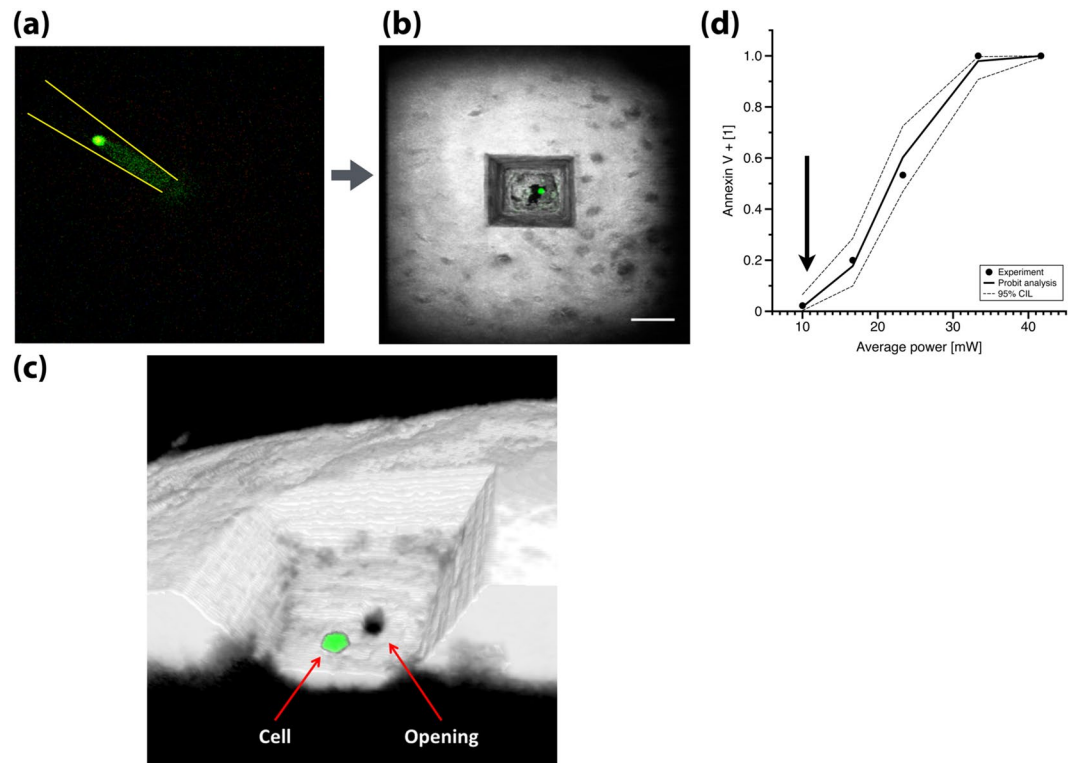 (a)
(b)
(d)
1.0
0.8
0.6
0.4
0.2
0
Annexin V + [1]
Experiment
Probit analysis
95% CIL
10
20
30
40
Average power [mW]
(c)
Cell
Opening